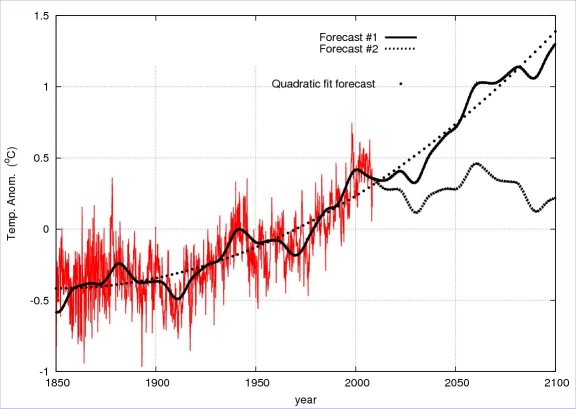 1.5
Forecast #1
Forecast #2
Quadratic fit forecast
1
0.5
0
-0.5
-1
Temp. Anom. (°C)
1850 1900 1950 2000 2050 2100
year